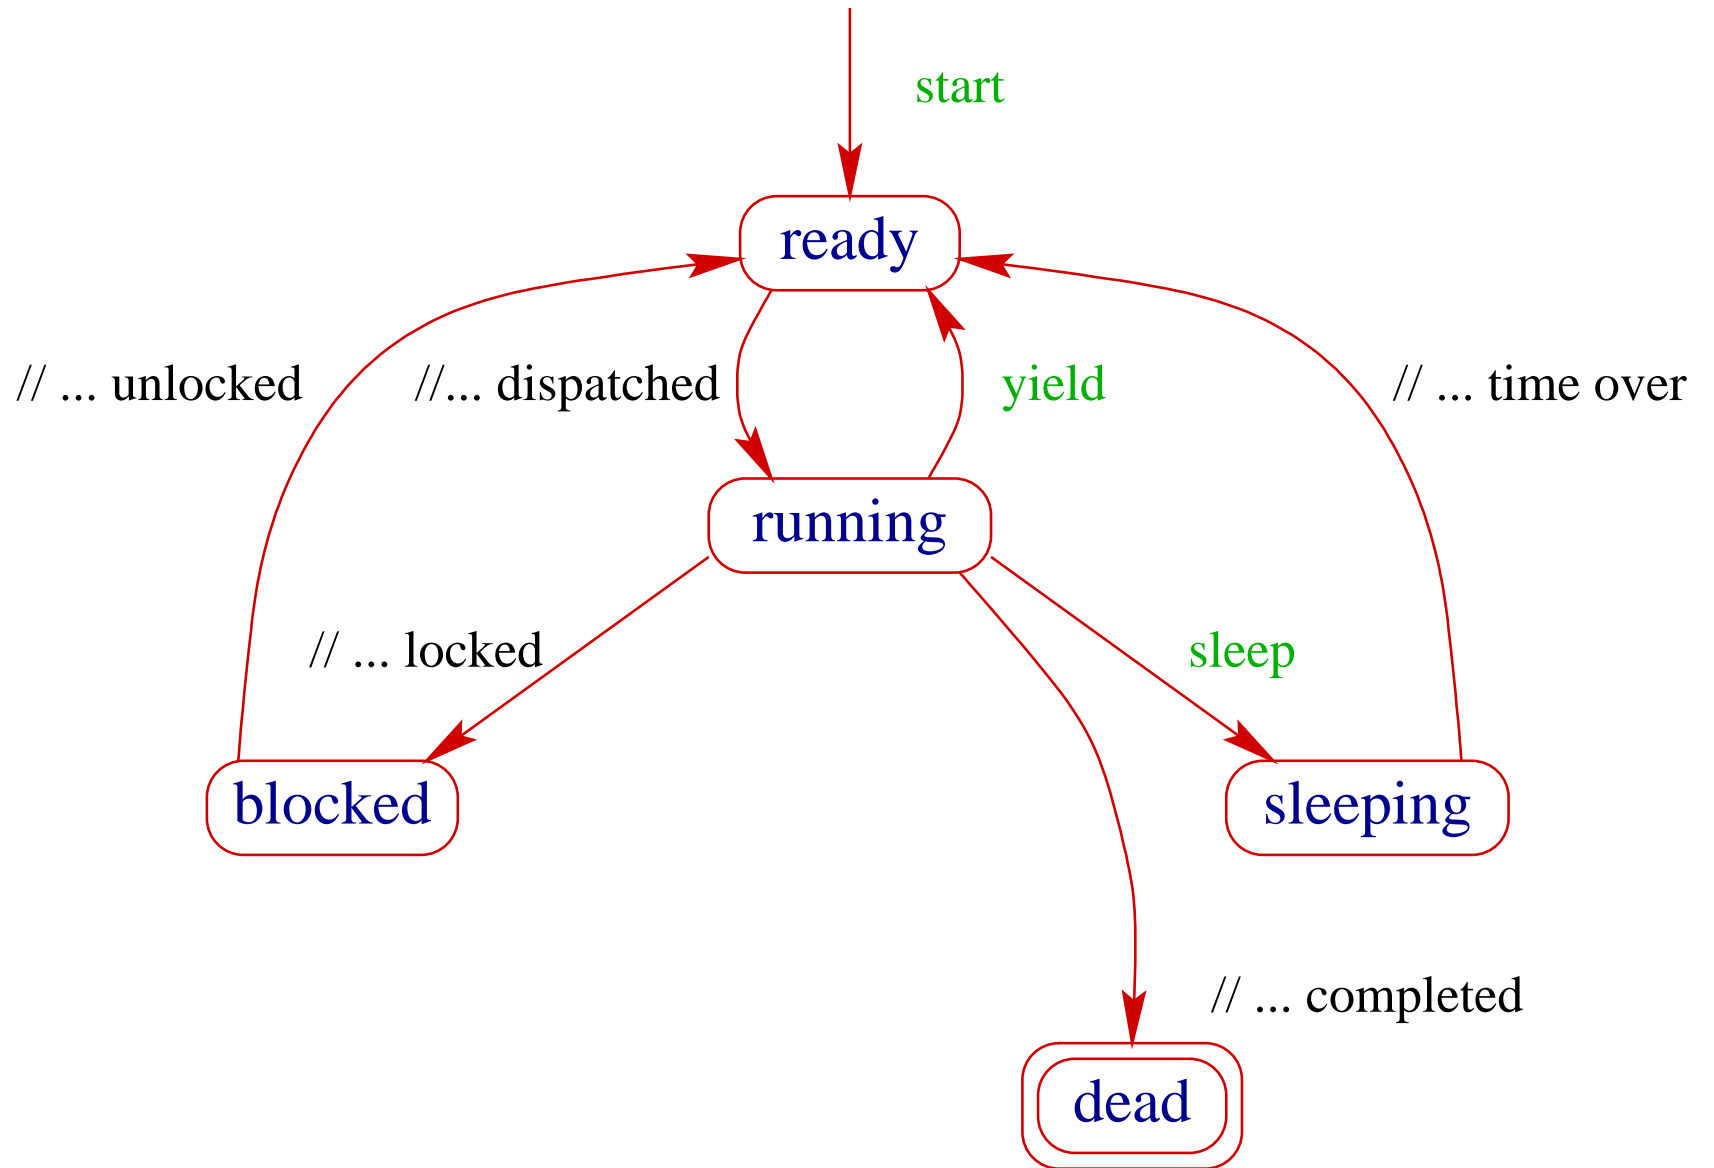 start
ready
// ... unlocked
//... dispatched
yield
// ... time over
running
// ... locked
sleep
blocked
sleeping
// ... completed
dead